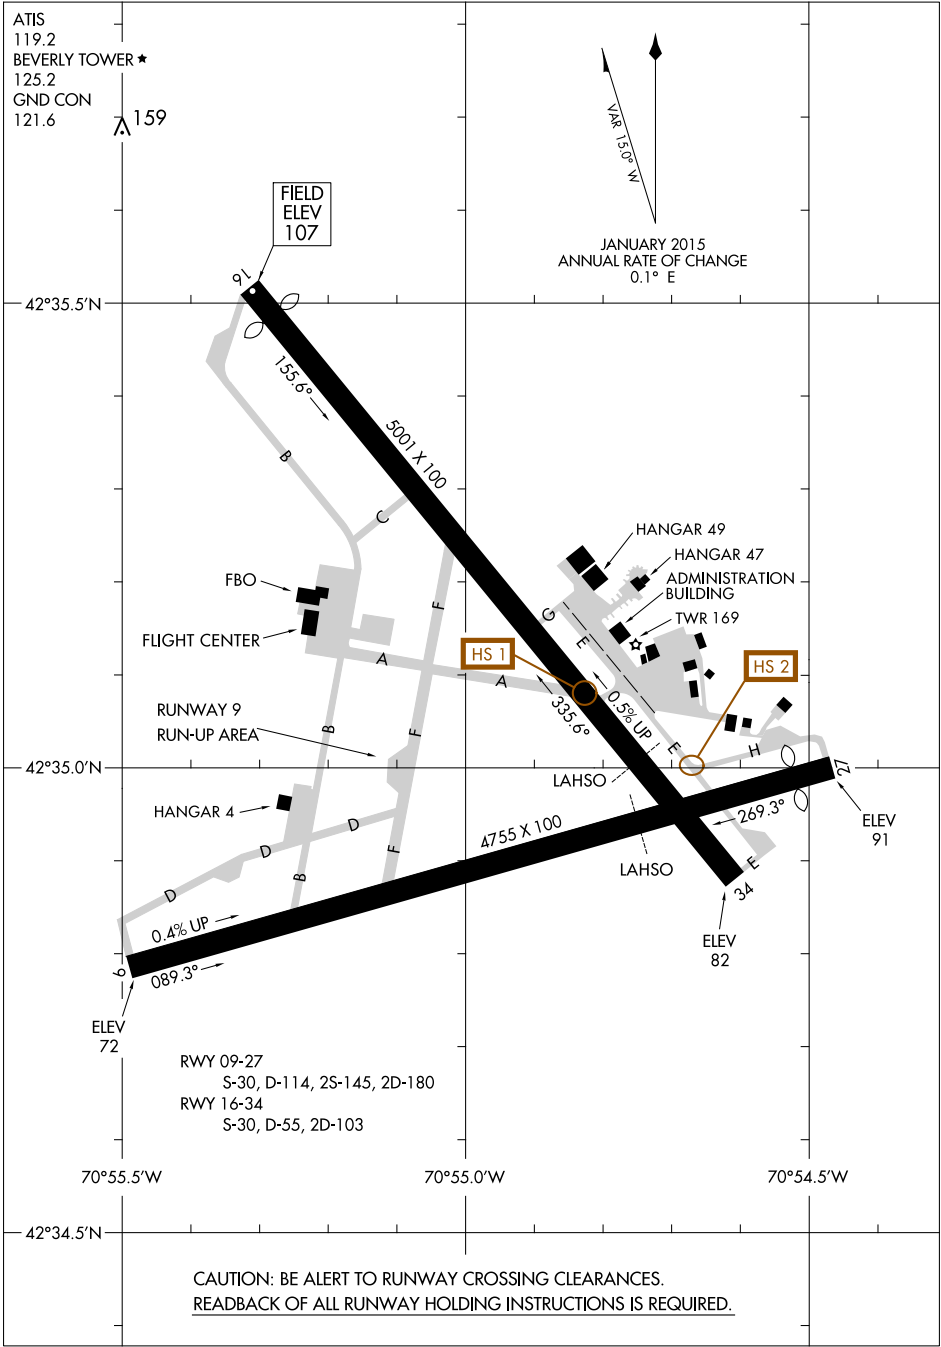 ATIS
119.2
BEVERLY TOWER ★
125.2
GND CON
121.6
159
VAR 15.0° W
JANUARY 2015
ANNUAL RATE OF CHANGE
0.1° E
FIELD
ELEV
107
16
42°35.5'N
155.6°
5001 X 100
B
C
HANGAR 49
HANGAR 47
ADMINISTRATION
BUILDING
TWR 169
FBO
FLIGHT CENTER
F
G
E
HS 1
HS 2
A
A
RUNWAY 9
RUN-UP AREA
B
F
335.6°
0.5% UP
E
H
42°35.0'N
LAHSO
27
HANGAR 4
D
D
D
F
B
4755 X 100
269.3°
ELEV
91
LAHSO
E
34
ELEV
82
0.4% UP
089.3°
9
ELEV
72
RWY 09-27
S-30, D-114, 2S-145, 2D-180
RWY 16-34
S-30, D-55, 2D-103
70°55.5'W
70°55.0'W
70°54.5'W
42°34.5'N
CAUTION: BE ALERT TO RUNWAY CROSSING CLEARANCES.
READBACK OF ALL RUNWAY HOLDING INSTRUCTIONS IS REQUIRED.